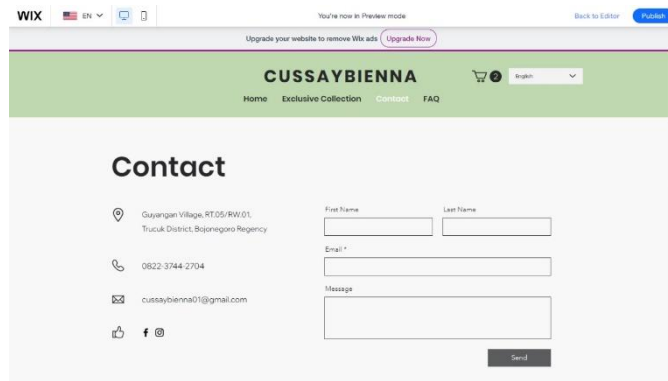 WIX EN You're now in Preview mode Back to Editor Publish
Upgrade your website to remove Wix ads Upgrade Now
CUSSAYBIENNA 2 English
Home Exclusive Collection Contact FAQ
Contact
Guyangan Village, RT.05/RW.01,
Trucuk District, Bojonegoro Regency
0822-3744-2704
cussaybienna01@gmail.com
First Name Last Name
Email *
Message
Send